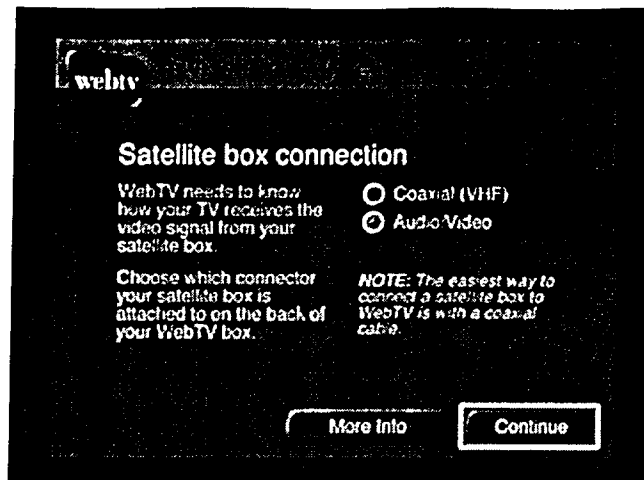 webtv
Satellite box connection
WebTV needs to know
how your TV receives the
video signal from your
satellite box.
Coaxial (VHF)
Audio/Video
Choose which connector
your satellite box is
attached to on the back of
your WebTV box.
NOTE: The easiest way to
connect a satellite box to
WebTV is with a coaxial
cable.
More Info
Continue